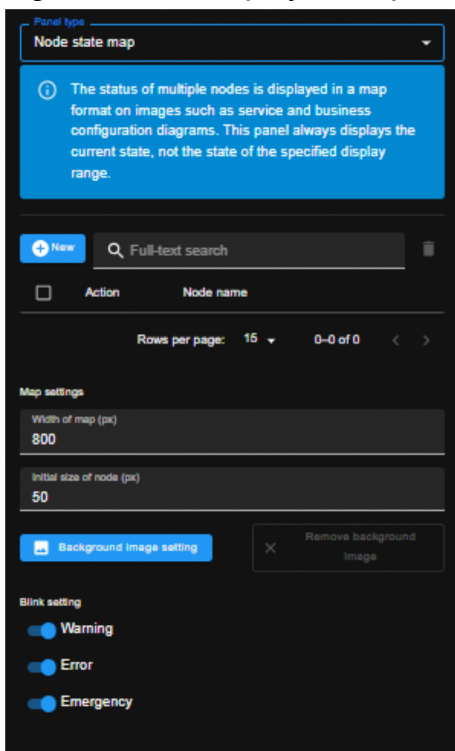 Panel type
Node state map
The status of multiple nodes is displayed in a map
format on images such as service and business
configuration diagrams. This panel always displays the
current state, not the state of the specified display
range.
New
Full-text search
Action Node name
Rows per page: 15 0–0 of 0
Map settings
Width of map (px)
800
Initial size of node (px)
50
Background image setting
Remove background
image
Blink setting
Warning
Error
Emergency